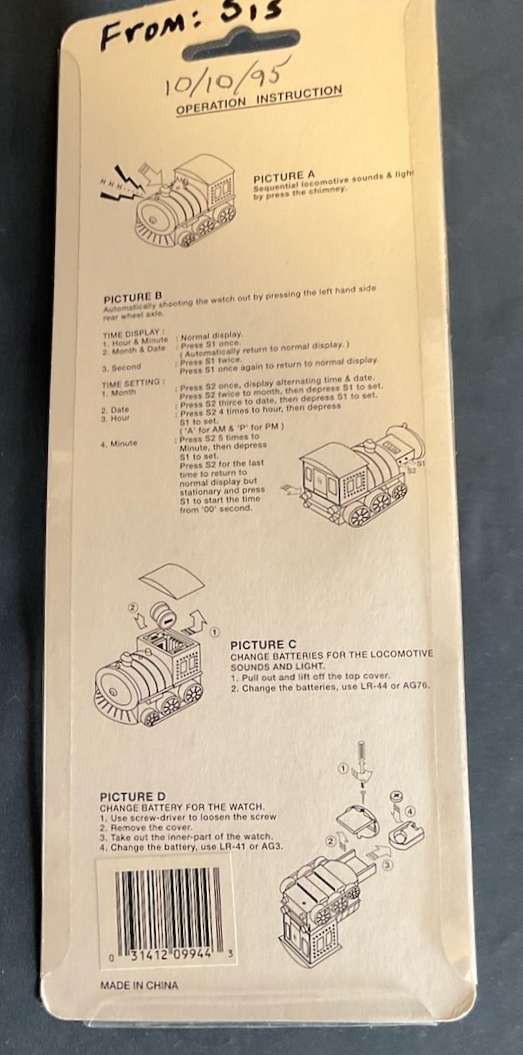 From: Sis
10/10/95
OPERATION INSTRUCTION
PICTURE A
Sequential locomotive sounds & light
by press the chimney.
PICTURE B
Automatically shooting the watch out by pressing the left hand side
rear wheel axle.
TIME DISPLAY :
1. Hour & Minute : Normal display.
2. Month & Date : Press S1 once.
( Automatically return to normal display. )
3. Second : Press S1 twice.
Press S1 once again to return to normal display.
TIME SETTING :
1. Month : Press S2 once, display alternating time & date.
Press S2 twice to month, then depress S1 to set.
2. Date : Press S2 thirce to date, then depress S1 to set.
3. Hour : Press S2 4 times to hour, then depress
S1 to set.
( 'A' for AM & 'P' for PM )
4. Minute : Press S2 5 times to
Minute, then depress
S1 to set.
Press S2 for the last
time to return to
normal display but
stationary and press
S1 to start the time
from '00' second.
S1
S2
2
1
PICTURE C
CHANGE BATTERIES FOR THE LOCOMOTIVE
SOUNDS AND LIGHT.
1. Pull out and lift off the top cover.
2. Change the batteries, use LR-44 or AG76.
PICTURE D
CHANGE BATTERY FOR THE WATCH.
1. Use screw-driver to loosen the screw
2. Remove the cover.
3. Take out the inner-part of the watch.
4. Change the battery, use LR-41 or AG3.
1
4
2
3
0 31412 09944 3
MADE IN CHINA